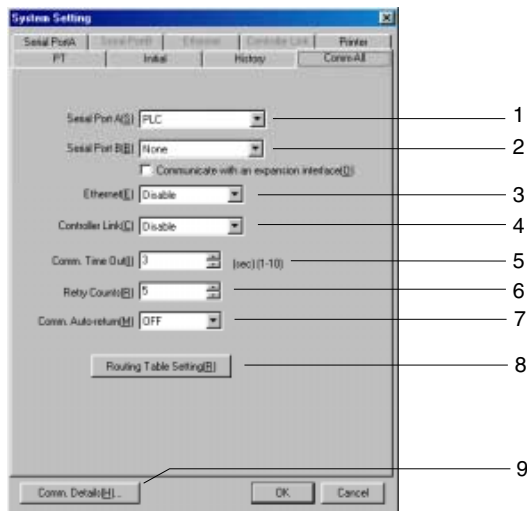 System Setting
Serial PortA Serial PortB Ethernet Controller Link Printer
PT Initial History Comm-All
Serial Port A(S) PLC 1
Serial Port B(B) None 2
Communicate with an expansion interface(O)
Ethernet(E) Disable 3
Controller Link(C) Disable 4
Comm. Time Out(I) 3 (sec) (1-10) 5
Retry Counts(R) 5 6
Comm. Auto-return(M) OFF 7
Routing Table Setting(R) 8
9
Comm. Details(H)... OK Cancel